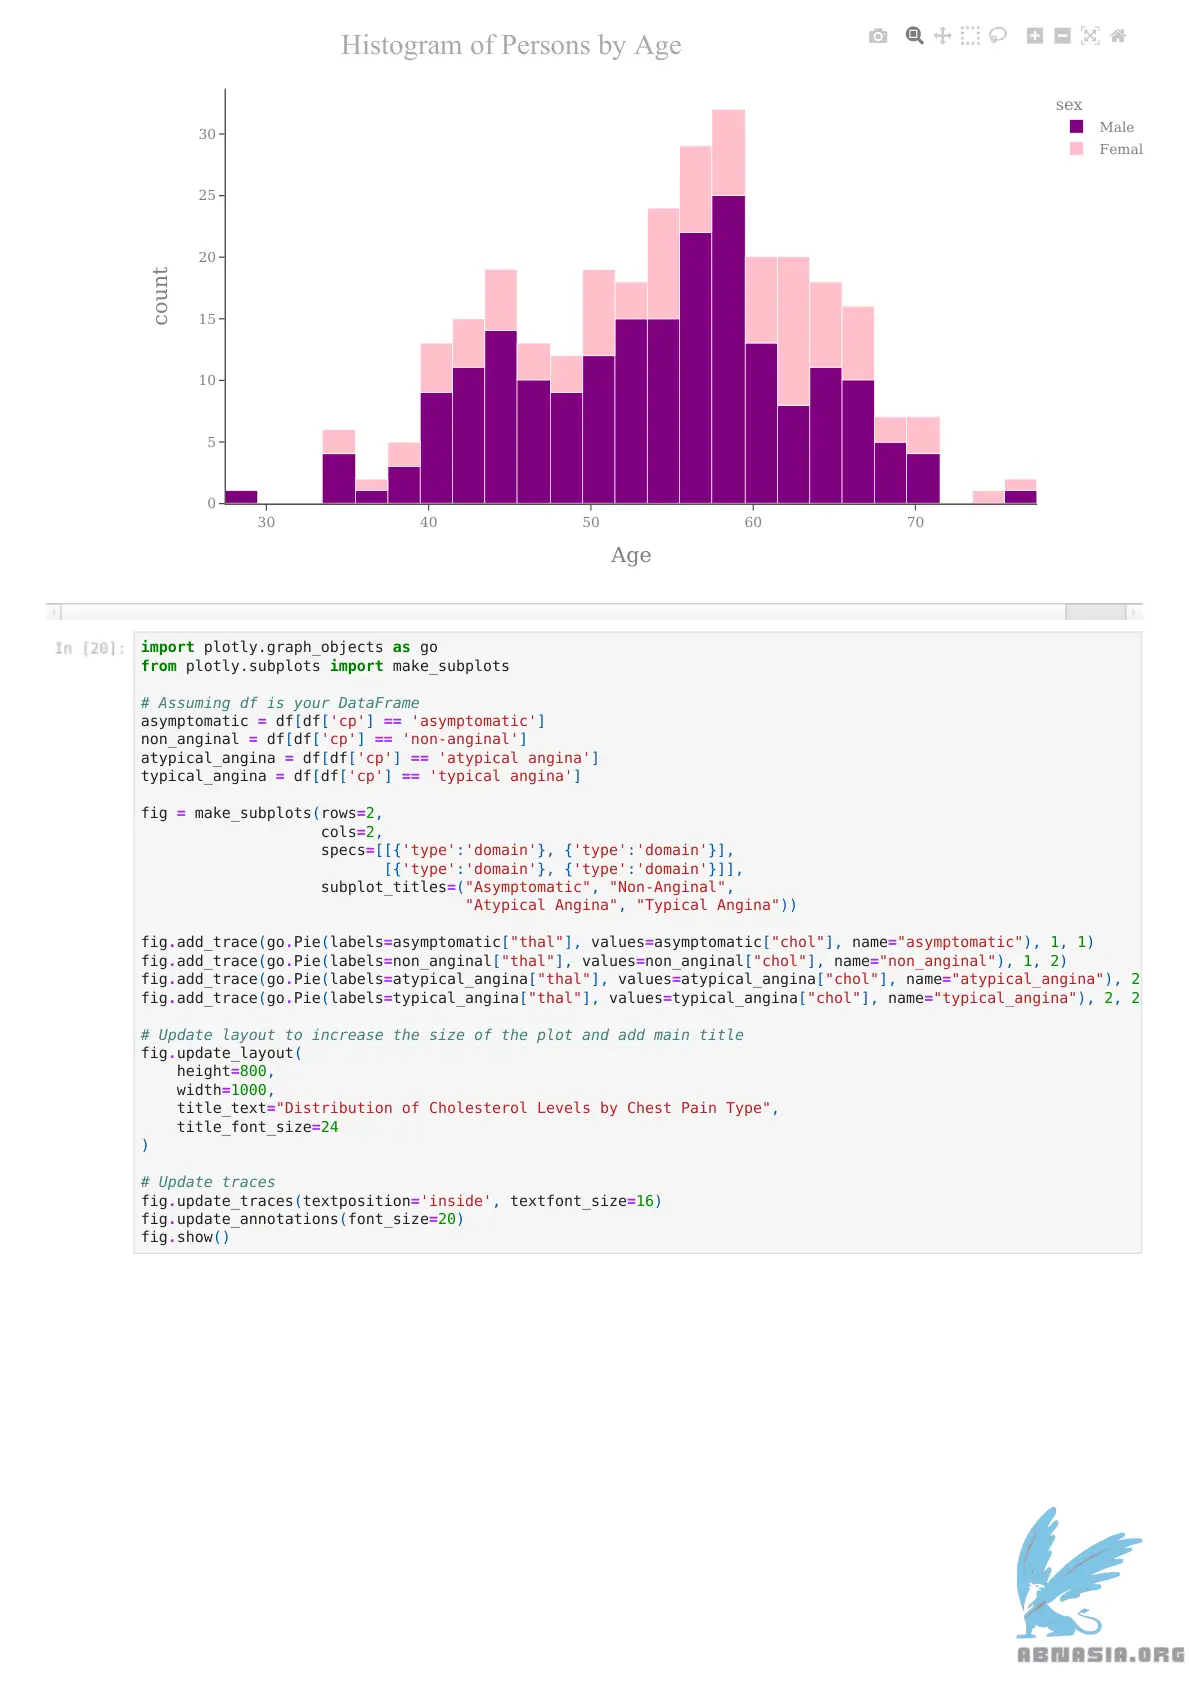 Histogram of Persons by Age
sex
Male
Femal
30
25
20
15
10
5
0
count
30 40 50 60 70
Age
In [20]:
import plotly.graph_objects as go
from plotly.subplots import make_subplots
# Assuming df is your DataFrame
asymptomatic = df[df['cp'] == 'asymptomatic']
non_anginal = df[df['cp'] == 'non-anginal']
atypical_angina = df[df['cp'] == 'atypical angina']
typical_angina = df[df['cp'] == 'typical angina']
fig = make_subplots(rows=2,
cols=2,
specs=[[{'type':'domain'}, {'type':'domain'}],
[{'type':'domain'}, {'type':'domain'}]],
subplot_titles=("Asymptomatic", "Non-Anginal",
"Atypical Angina", "Typical Angina"))
fig.add_trace(go.Pie(labels=asymptomatic["thal"], values=asymptomatic["chol"], name="asymptomatic"), 1, 1)
fig.add_trace(go.Pie(labels=non_anginal["thal"], values=non_anginal["chol"], name="non_anginal"), 1, 2)
fig.add_trace(go.Pie(labels=atypical_angina["thal"], values=atypical_angina["chol"], name="atypical_angina"), 2
fig.add_trace(go.Pie(labels=typical_angina["thal"], values=typical_angina["chol"], name="typical_angina"), 2, 2
# Update layout to increase the size of the plot and add main title
fig.update_layout(
height=800,
width=1000,
title_text="Distribution of Cholesterol Levels by Chest Pain Type",
title_font_size=24
)
# Update traces
fig.update_traces(textposition='inside', textfont_size=16)
fig.update_annotations(font_size=20)
fig.show()
ABNASIA.ORG